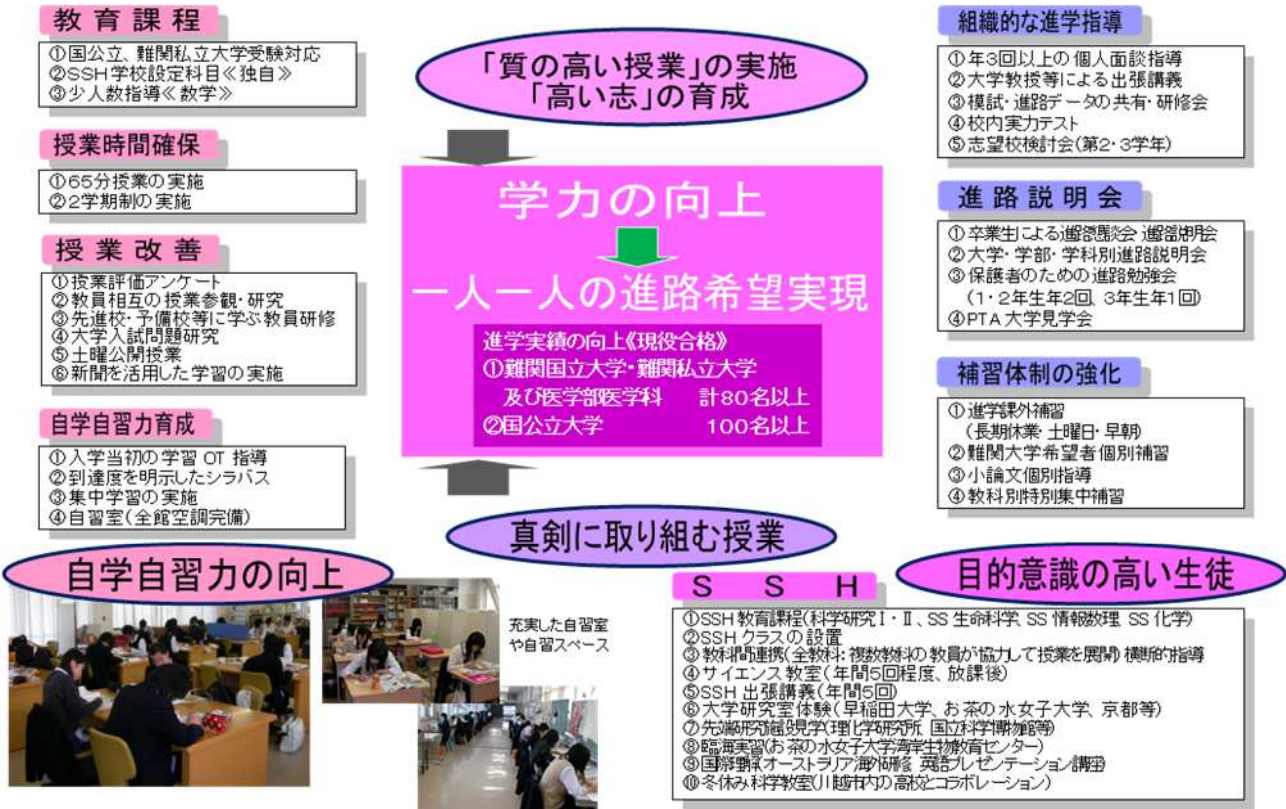 教育課程
①国公立、難関私立大学受験対応
②SSH学校設定科目≪独自≫
③少人数指導≪数学≫
授業時間確保
①65分授業の実施
②2学期制の実施
授業改善
①授業評価アンケート
②教員相互の授業参観・研究
③先進校・予備校等に学ぶ教員研修
④大学入試問題研究
⑤土曜公開授業
⑥新聞を活用した学習の実施
自学自習力育成
①入学当初の学習OT指導
②到達度を明示したシラバス
③集中学習の実施
④自習室(全館空調完備)
自学自習力の向上
「質の高い授業」の実施
「高い志」の育成
学力の向上
一人一人の進路希望実現
進学実績の向上《現役合格》
①難関国立大学・難関私立大学
及び医学部医学科 計80名以上
②国公立大学 100名以上
真剣に取り組む授業
充実した自習室
や自習スペース
組織的な進学指導
①年3回以上の個人面談指導
②大学教授等による出張講義
③模試・進路データの共有・研修会
④校内実力テスト
⑤志望校検討会(第2・3学年)
進路説明会
①卒業生による進路懇談会・進路説明会
②大学・学部・学科別進路説明会
③保護者のための進路勉強会
(1・2年生年2回、3年生年1回)
④PTA大学見学会
補習体制の強化
①進学課外補習
(長期休業・土曜日・早朝)
②難関大学希望者個別補習
③小論文個別指導
④教科別特別集中補習
目的意識の高い生徒
SSH
①SSH教育課程(科学研究Ⅰ・Ⅱ、SS生命科学、SS情報数理、SS化学)
②SSHクラスの設置
③教科間連携(全教科:複数教科の教員が協力して授業を展開)横断的指導
④サイエンス教室(年間5回程度、放課後)
⑤SSH出張講義(年間5回)
⑥大学研究室体験(早稲田大学、お茶の水女子大学、京都等)
⑦先端研究施設見学(理化学研究所、国立科学博物館等)
⑧臨海実習(お茶の水女子大学湾岸生物教育センター)
⑨国際理解(オーストラリア海外研修、英語プレゼンテーション講座)
⑩冬休み科学教室(川越市内の高校とコラボレーション)